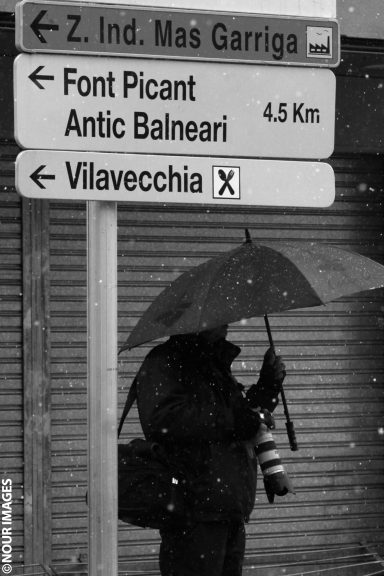 Z. Ind. Mas Garriga
Font Picant
Antic Balneari 4.5 Km
Vilavecchia
©NOUR IMAGES